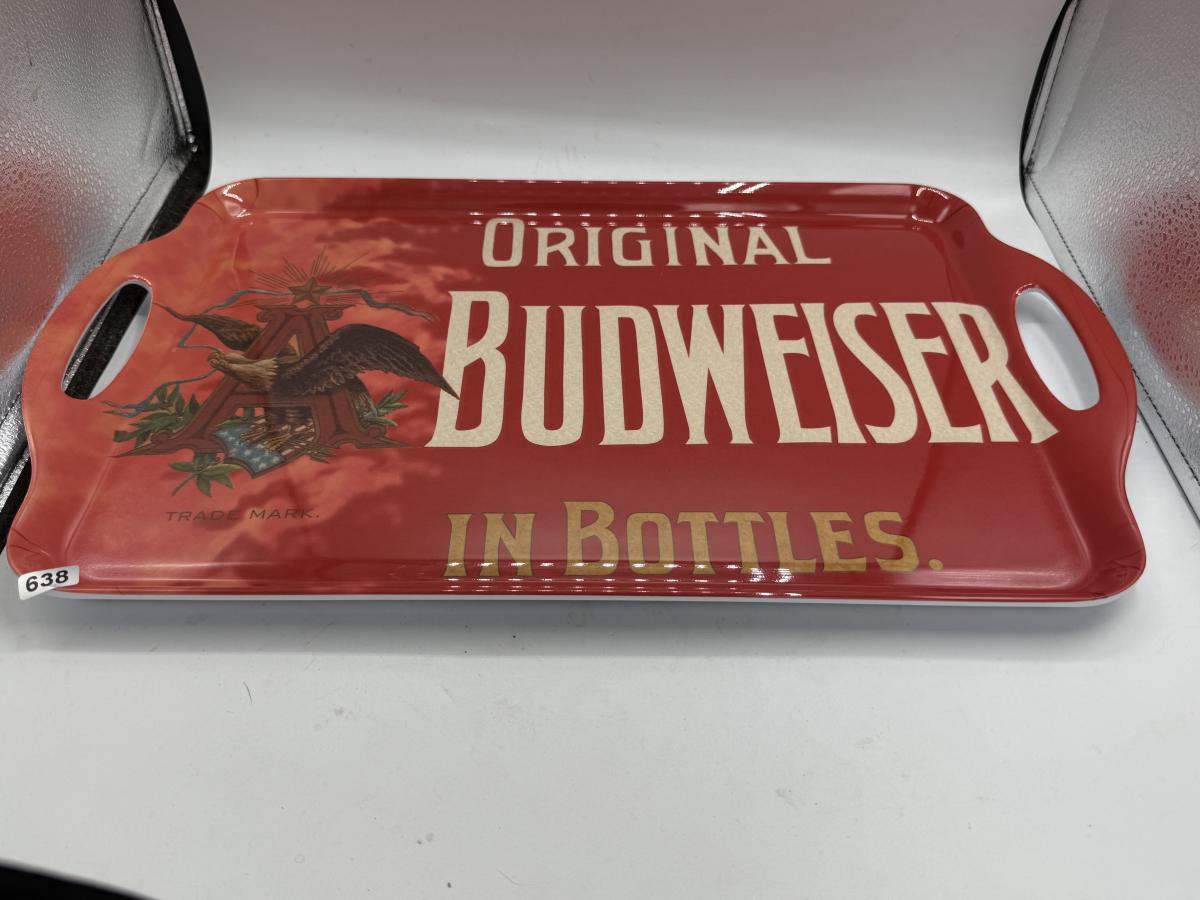 ORIGINAL
BUDWEISER
IN BOTTLES.
A
TRADE MARK.
638